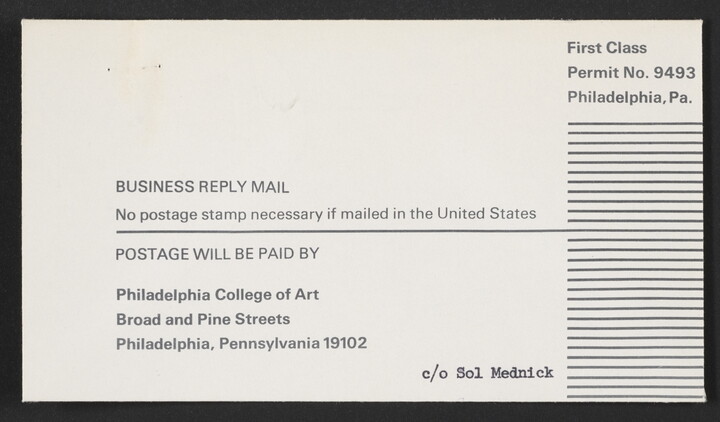 First Class
Permit No. 9493
Philadelphia, Pa.
BUSINESS REPLY MAIL
No postage stamp necessary if mailed in the United States
POSTAGE WILL BE PAID BY
Philadelphia College of Art
Broad and Pine Streets
Philadelphia, Pennsylvania 19102
c/o Sol Mednick